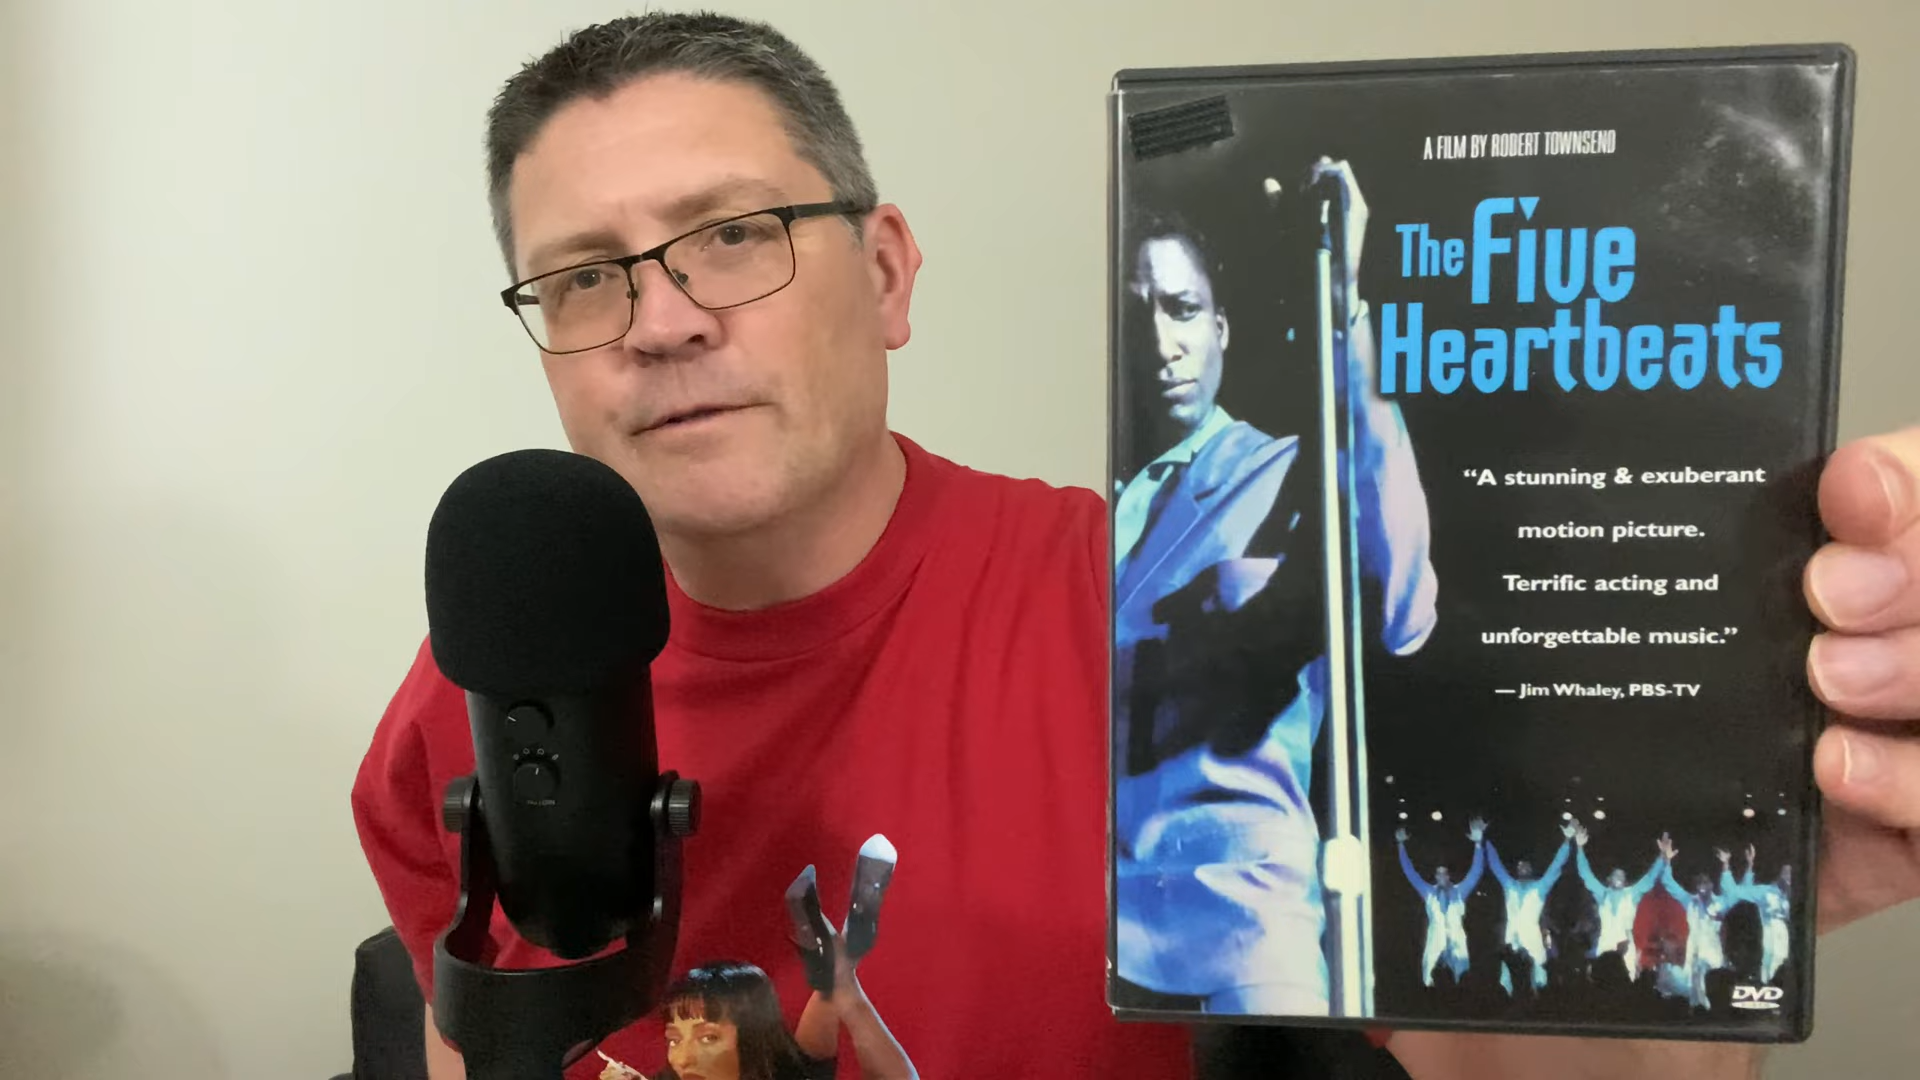 A FILM BY ROBERT TOWNSEND
The Five
Heartbeats
“A stunning & exuberant
motion picture.
Terrific acting and
unforgettable music.”
— Jim Whaley, PBS-TV
DVD
VIDEO